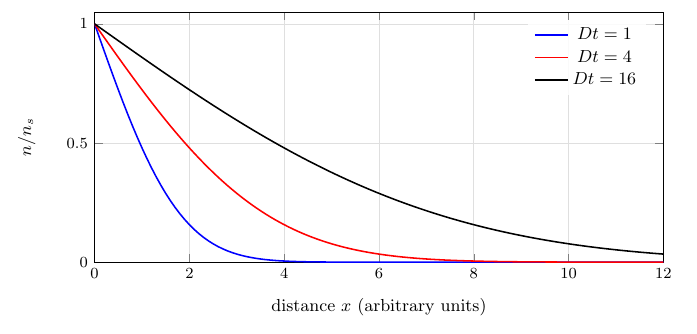 1
0.5
0
n/n_s
Dt = 1
Dt = 4
Dt = 16
0 2 4 6 8 10 12
distance x (arbitrary units)